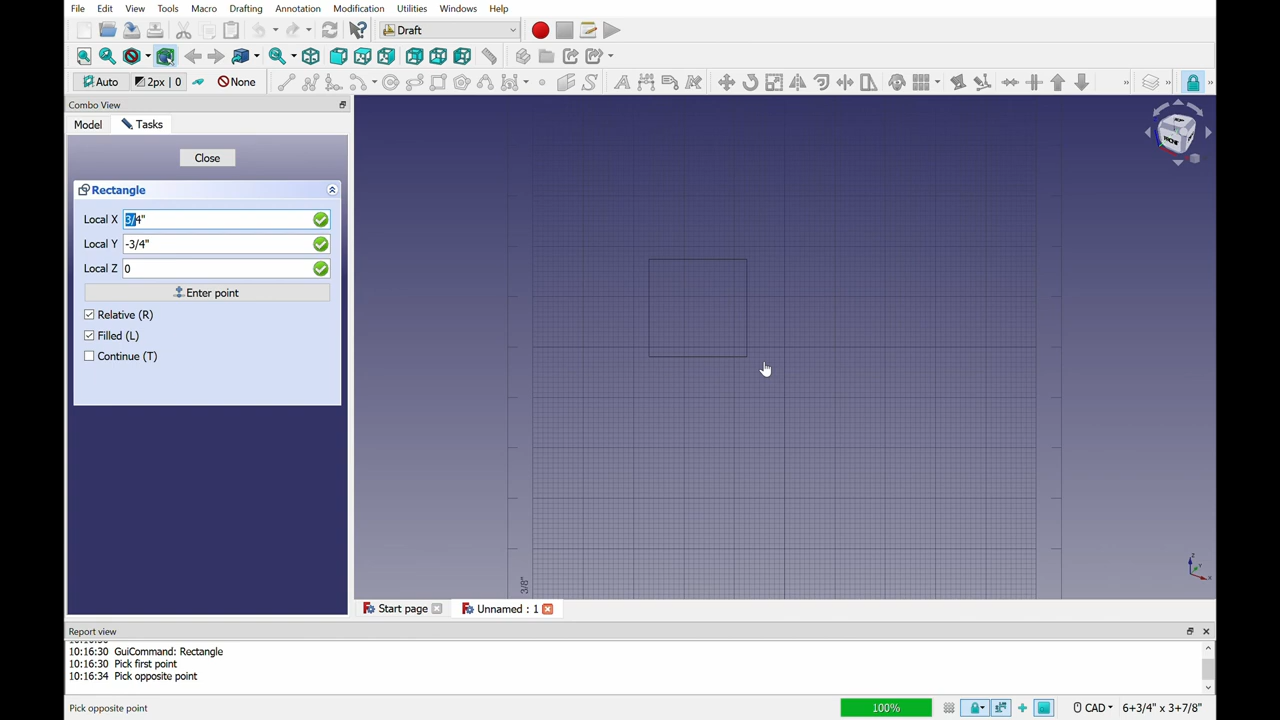 File Edit View Tools Macro Drafting Annotation Modification Utilities Windows Help
Draft
Auto 2px | 0 None
Combo View
Model Tasks
Close
Rectangle
Local X 3/4"
Local Y -3/4"
Local Z 0
Enter point
Relative (R)
Filled (L)
Continue (T)
3/8"
Start page Unnamed : 1
Report view
10:16:30 GuiCommand: Rectangle
10:16:30 Pick first point
10:16:34 Pick opposite point
Pick opposite point 100% CAD 6+3/4" x 3+7/8"